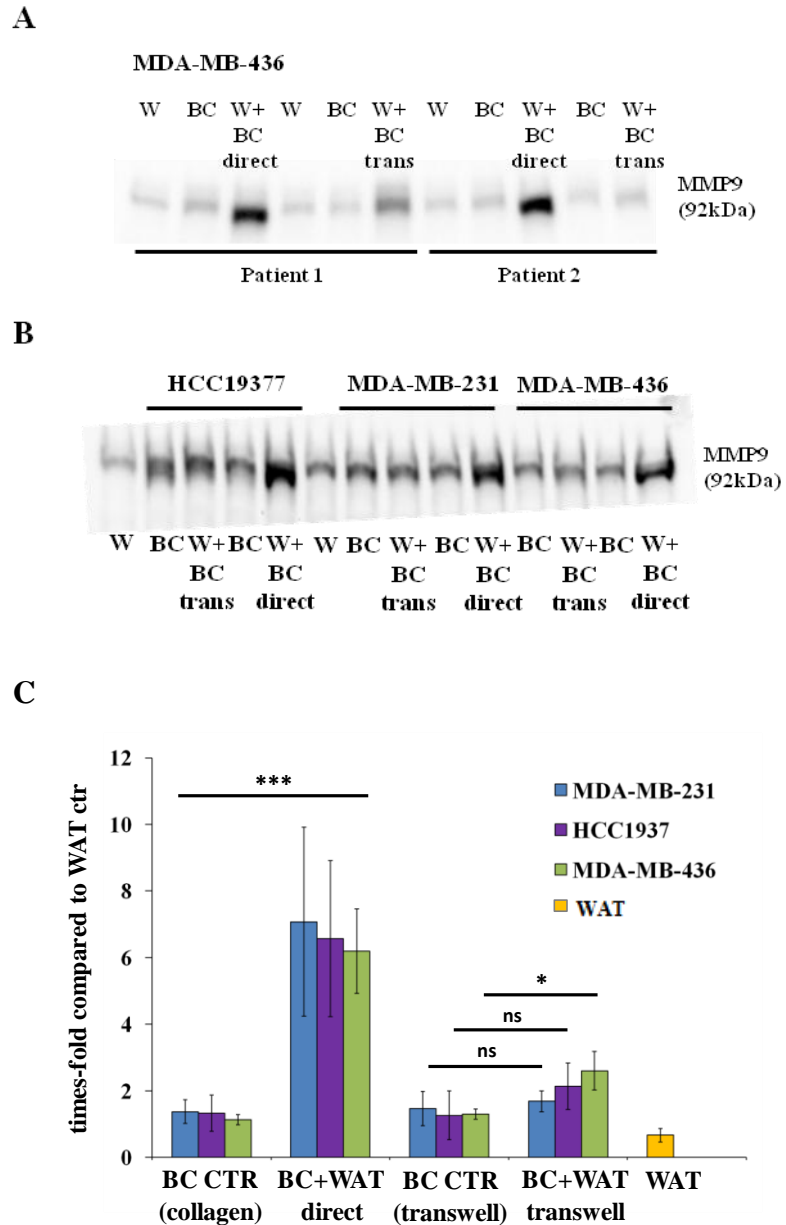 A
MDA-MB-436
W BC W+ W BC W+ W BC W+ BC W+
BC BC BC BC
direct trans direct trans
MMP9
(92kDa)
Patient 1 Patient 2
B
HCC19377 MDA-MB-231 MDA-MB-436
MMP9
(92kDa)
W BC W+ BC W+ W BC W+ BC W+ BC W+ BC W+
BC BC BC BC BC BC
trans direct trans direct trans direct
C
times-fold compared to WAT ctr
12
10
8
6
4
2
0
***
ns
ns
*
MDA-MB-231
HCC1937
MDA-MB-436
WAT
BC CTR BC+WAT BC CTR BC+WAT WAT
(collagen) direct (transwell) transwell